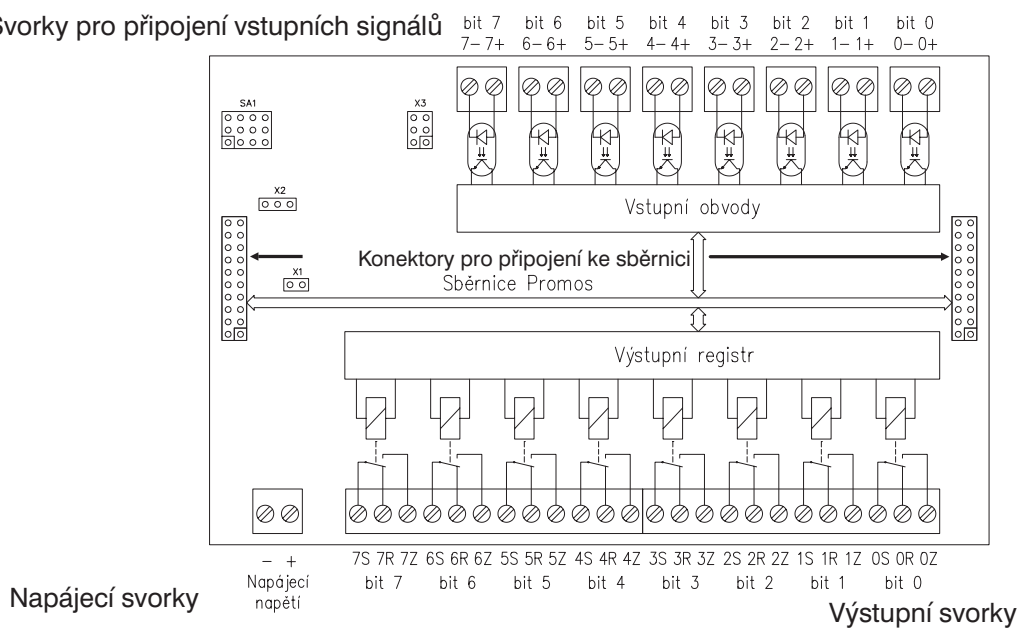 Svorky pro připojení vstupních signálů
bit 7 bit 6 bit 5 bit 4 bit 3 bit 2 bit 1 bit 0
7– 7+ 6– 6+ 5– 5+ 4– 4+ 3– 3+ 2– 2+ 1– 1+ 0– 0+
SA1 X3
X2
Vstupní obvody
Konektory pro připojení ke sběrnici
X1
Sběrnice Promos
Výstupní registr
– +
Napájecí
napětí
7S 7R 7Z 6S 6R 6Z 5S 5R 5Z 4S 4R 4Z 3S 3R 3Z 2S 2R 2Z 1S 1R 1Z 0S 0R 0Z
bit 7 bit 6 bit 5 bit 4 bit 3 bit 2 bit 1 bit 0
Napájecí svorky
Výstupní svorky